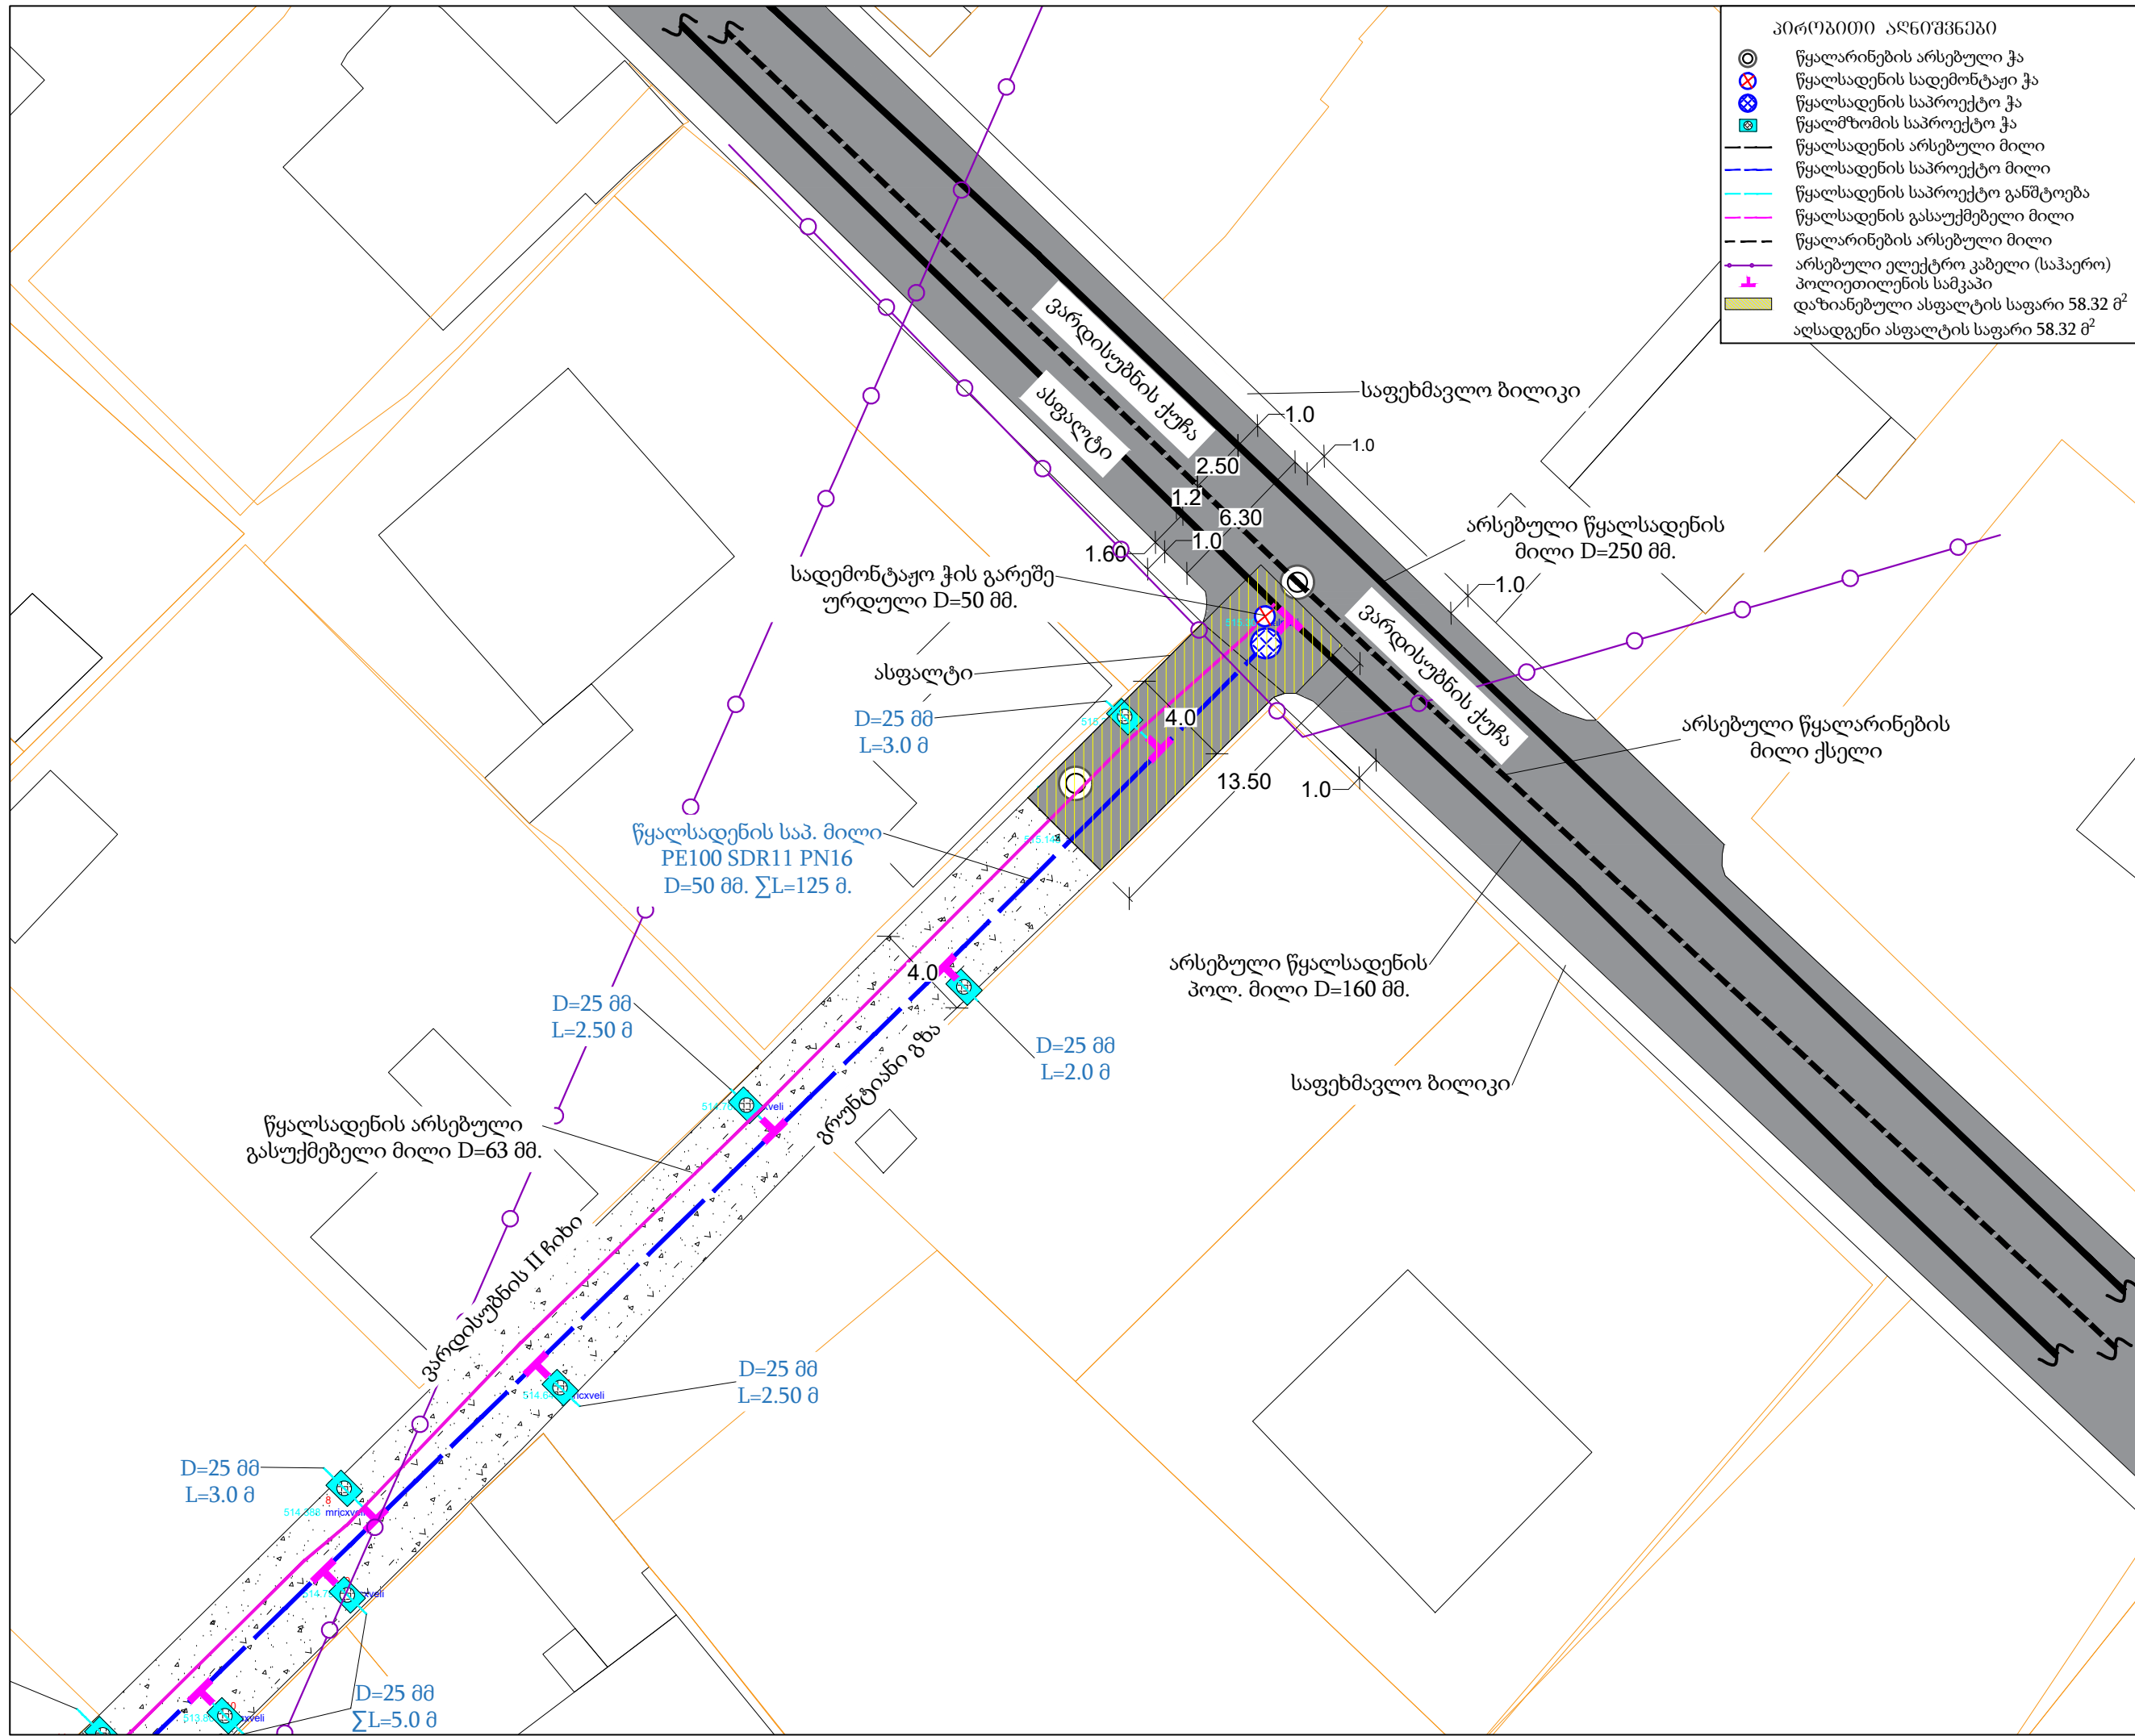 პირობითი აღნიშვნები
წყალარინების არსებული ჭა
წყალსადენის სადემონტაჟი ჭა
წყალსადენის საპროექტო ჭა
წყალმზომის საპროექტო ჭა
წყალსადენის არსებული მილი
წყალსადენის საპროექტო მილი
წყალსადენის საპროექტო განშტოება
წყალსადენის გასაუქმებელი მილი
წყალარინების არსებული მილი
არსებული ელექტრო კაბელი (საჰაერო)
პოლიეთილენის სამკაპი
დაზიანებული ასფალტის საფარი 58.32 მ²
აღსადგენი ასფალტის საფარი 58.32 მ²
ვარდისუბნის ქუჩა
ასფალტი
საფეხმავლო ბილიკი
1.0
1.0
2.50
1.2
6.30
1.0
1.60
არსებული წყალსადენის
მილი D=250 მმ.
სადემონტაჟო ჭის გარეშე
ურდული D=50 მმ.
1.0
ვარდისუბნის ქუჩა
ასფალტი
D=25 მმ
L=3.0 მ
4.0
არსებული წყალარინების
მილი ქსელი
13.50
1.0
წყალსადენის საპ. მილი
PE100 SDR11 PN16
D=50 მმ. ∑L=125 მ.
4.0
არსებული წყალსადენის
პოლ. მილი D=160 მმ.
D=25 მმ
L=2.50 მ
D=25 მმ
L=2.0 მ
გრუნტიანი გზა
საფეხმავლო ბილიკი
წყალსადენის არსებული
გასუქმებელი მილი D=63 მმ.
ვარდისუბნის II ჩიხი
D=25 მმ
L=2.50 მ
D=25 მმ
L=3.0 მ
8
D=25 მმ
∑L=5.0 მ